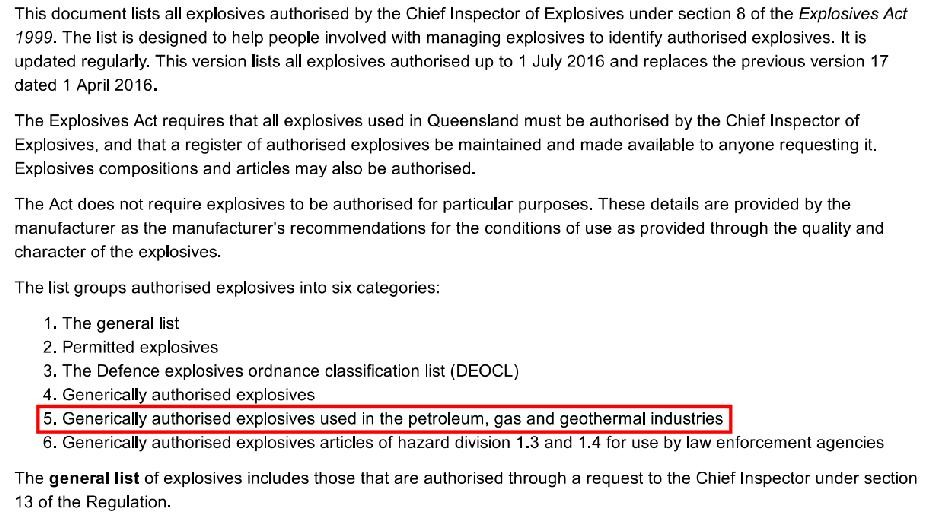 This document lists all explosives authorised by the Chief Inspector of Explosives under section 8 of the Explosives Act
1999. The list is designed to help people involved with managing explosives to identify authorised explosives. It is
updated regularly. This version lists all explosives authorised up to 1 July 2016 and replaces the previous version 17
dated 1 April 2016.
The Explosives Act requires that all explosives used in Queensland must be authorised by the Chief Inspector of
Explosives, and that a register of authorised explosives be maintained and made available to anyone requesting it.
Explosives compositions and articles may also be authorised.
The Act does not require explosives to be authorised for particular purposes. These details are provided by the
manufacturer as the manufacturer's recommendations for the conditions of use as provided through the quality and
character of the explosives.
The list groups authorised explosives into six categories:
1. The general list
2. Permitted explosives
3. The Defence explosives ordnance classification list (DEOCL)
4. Generically authorised explosives
5. Generically authorised explosives used in the petroleum, gas and geothermal industries
6. Generically authorised explosives articles of hazard division 1.3 and 1.4 for use by law enforcement agencies
The general list of explosives includes those that are authorised through a request to the Chief Inspector under section
13 of the Regulation.